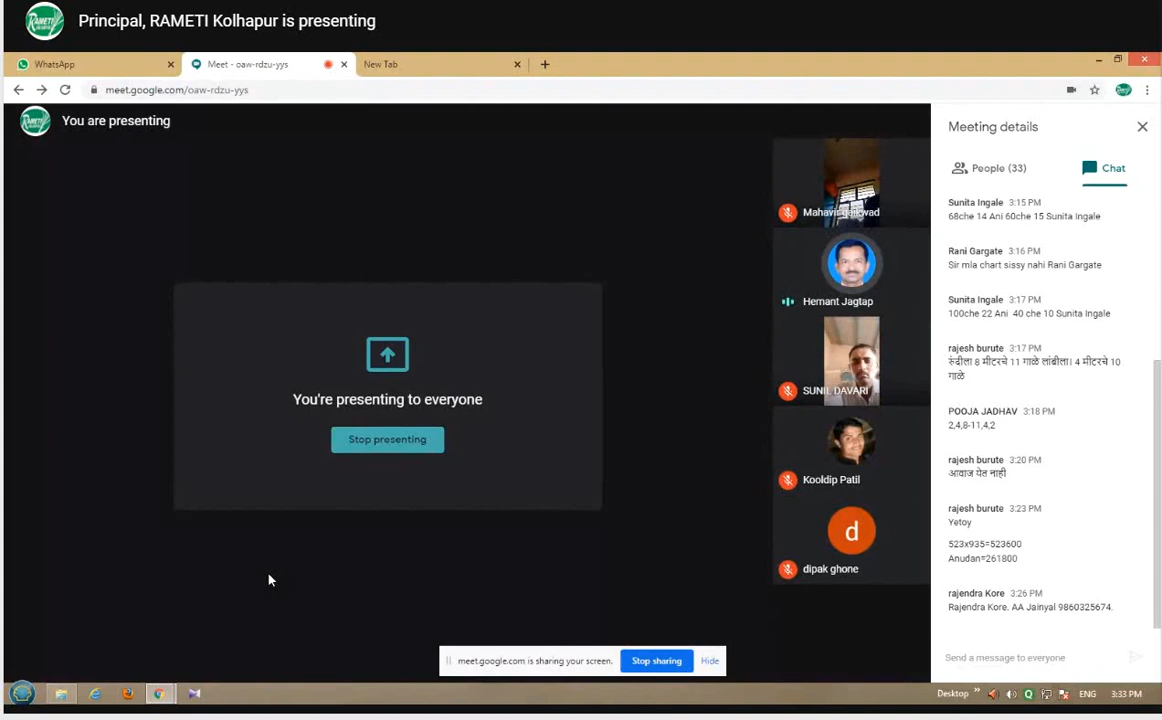 Principal, RAMETI Kolhapur is presenting
WhatsApp
Meet - oaw-rdzu-yys
New Tab
meet.google.com/oaw-rdzu-yys
You are presenting
Meeting details
People (33)
Chat
Mahavir gaikwad
Hemant Jagtap
SUNIL DAVARI
Kooldip Patil
d
dipak ghone
Sunita Ingale 3:15 PM
68che 14 Ani 60che 15 Sunita Ingale
Rani Gargate 3:16 PM
Sir mla chart sissy nahi Rani Gargate
Sunita Ingale 3:17 PM
100che 22 Ani 40 che 10 Sunita Ingale
rajesh burute 3:17 PM
रुंदीला 8 मीटरचे 11 गाळे लांबीला। 4 मीटरचे 10
गाळे
POOJA JADHAV 3:18 PM
2,4,8-11,4,2
rajesh burute 3:20 PM
आवाज येत नाही
rajesh burute 3:23 PM
Yetoy
523x935=523600
Anudan=261800
rajendra Kore 3:26 PM
Rajendra Kore. AA Jainyal 9860325674.
Send a message to everyone
You're presenting to everyone
Stop presenting
meet.google.com is sharing your screen.
Stop sharing
Hide
Desktop
ENG
3:33 PM